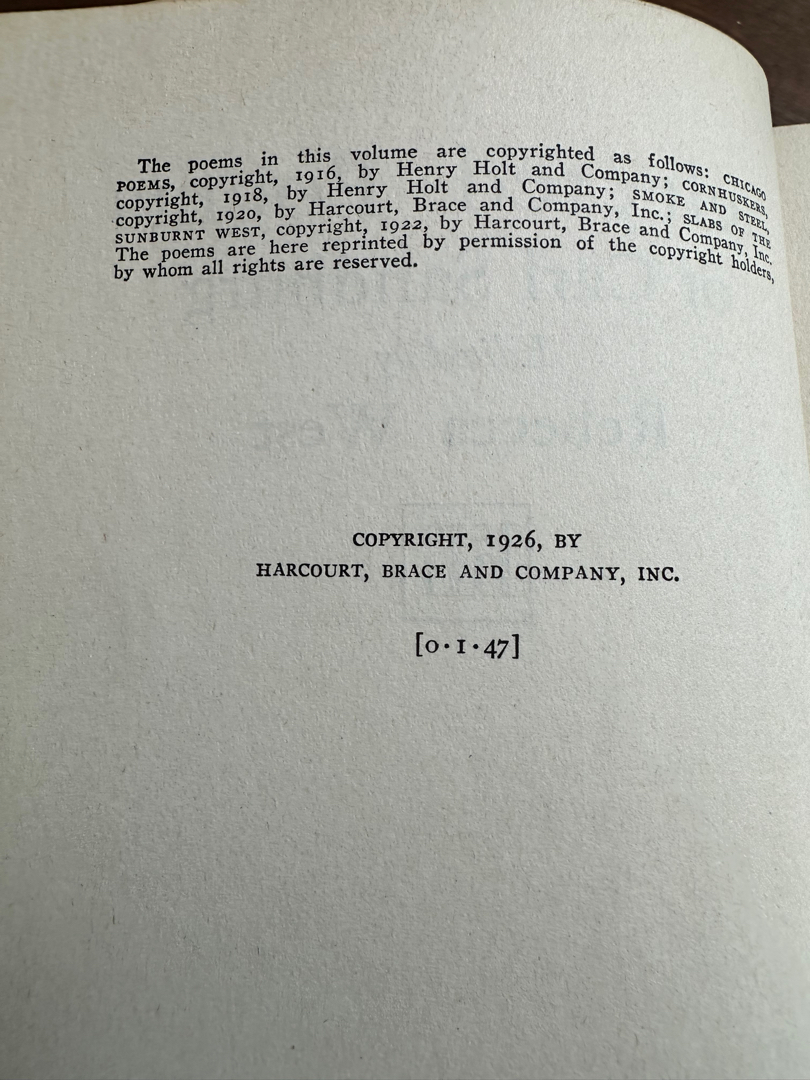 The poems in this volume are copyrighted as follows: CHICAGO
POEMS, copyright, 1916, by Henry Holt and Company; CORNHUSKERS,
copyright, 1918, by Henry Holt and Company; SMOKE AND STEEL,
copyright, 1920, by Harcourt, Brace and Company, Inc.; SLABS OF THE
SUNBURNT WEST, copyright, 1922, by Harcourt, Brace and Company, Inc.
The poems are here reprinted by permission of the copyright holders,
by whom all rights are reserved.
COPYRIGHT, 1926, BY
HARCOURT, BRACE AND COMPANY, INC.
[0·1·47]